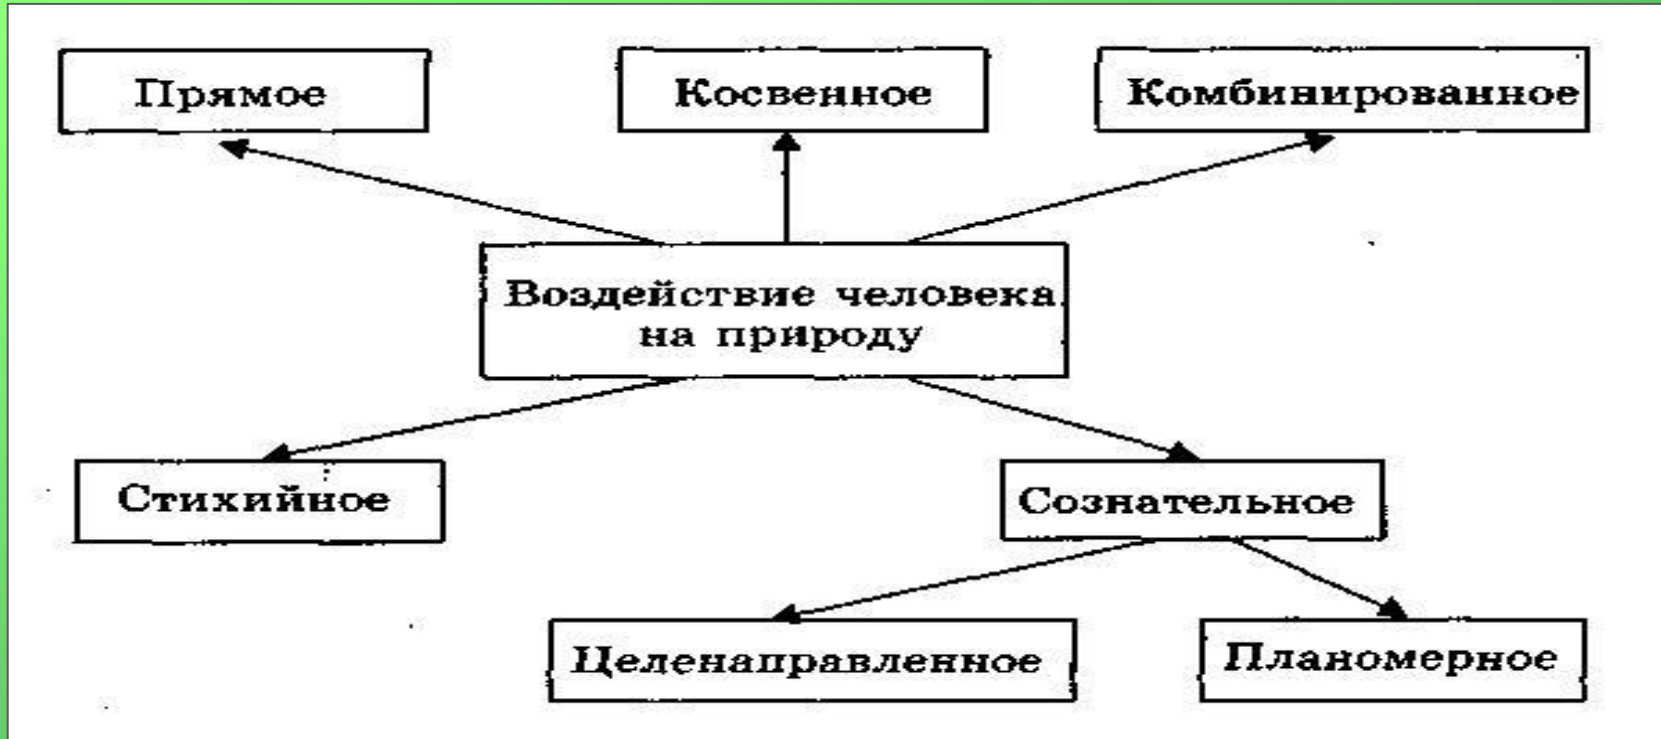 Прямое
Косвенное
Комбинированное
Воздействие человека
на природу
Стихийное
Сознательное
Целенаправленное
Планомерное